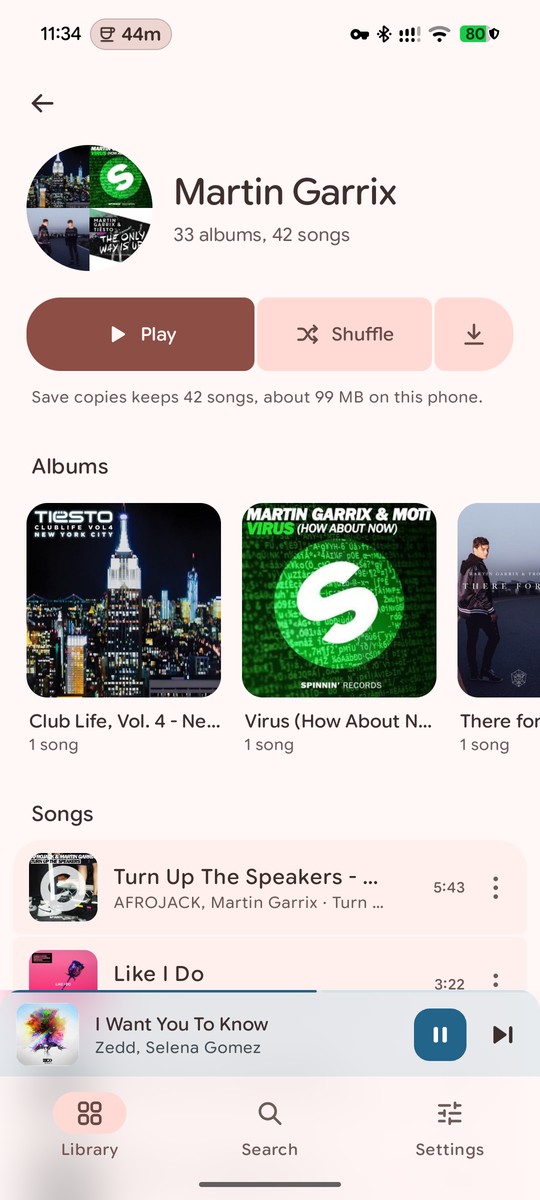 11:34
44m
80
Martin Garrix
33 albums, 42 songs
Play
Shuffle
Save copies keeps 42 songs, about 99 MB on this phone.
Albums
TIËSTO
CLUBLIFE VOL4
NEW YORK CITY
MARTIN GARRIX & MOTI
VIRUS (HOW ABOUT NOW)
SPINNIN' RECORDS
THERE FOR
Club Life, Vol. 4 - Ne...
Virus (How About N...
There for
1 song
1 song
1 song
Songs
Turn Up The Speakers - ...
5:43
AFROJACK, Martin Garrix · Turn ...
Like I Do
3:22
I Want You To Know
Zedd, Selena Gomez
Library
Search
Settings